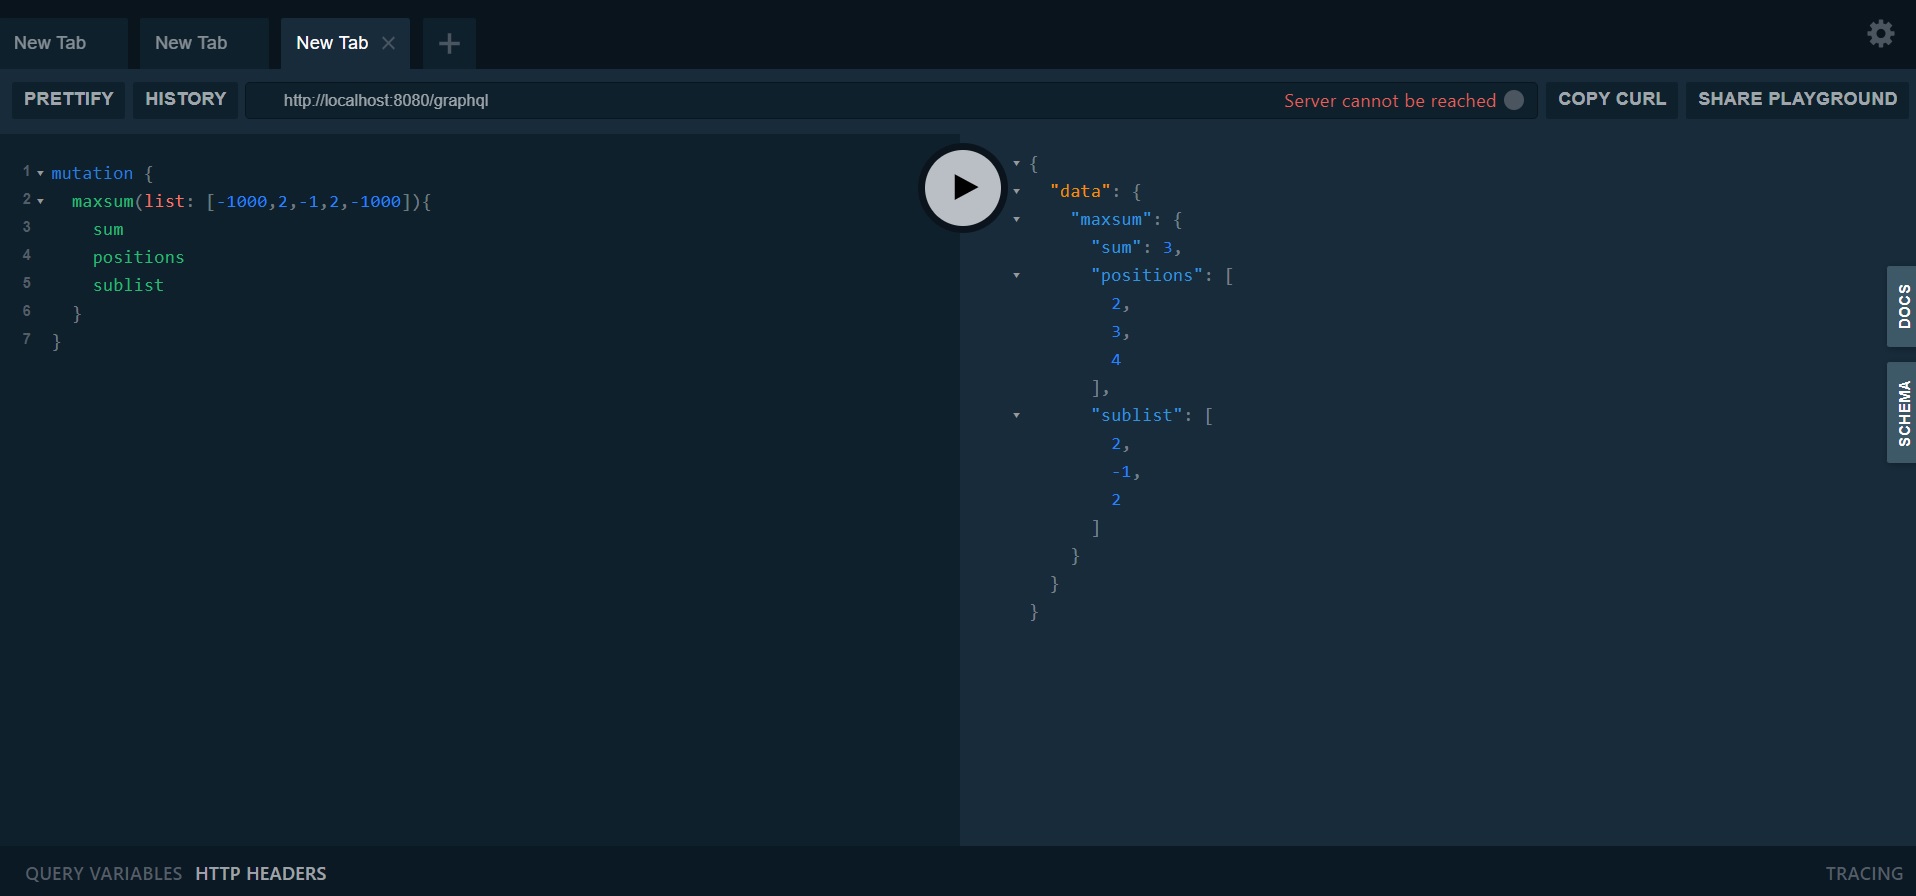 New Tab New Tab New Tab
PRETTIFY HISTORY http://localhost:8080/graphql Server cannot be reached COPY CURL SHARE PLAYGROUND
1 mutation {
2 maxsum(list: [-1000,2,-1,2,-1000]){
3 sum
4 positions
5 sublist
6 }
7 }
{
"data": {
"maxsum": {
"sum": 3,
"positions": [
2,
3,
4
],
"sublist": [
2,
-1,
2
]
}
}
}
DOCS
SCHEMA
QUERY VARIABLES HTTP HEADERS TRACING